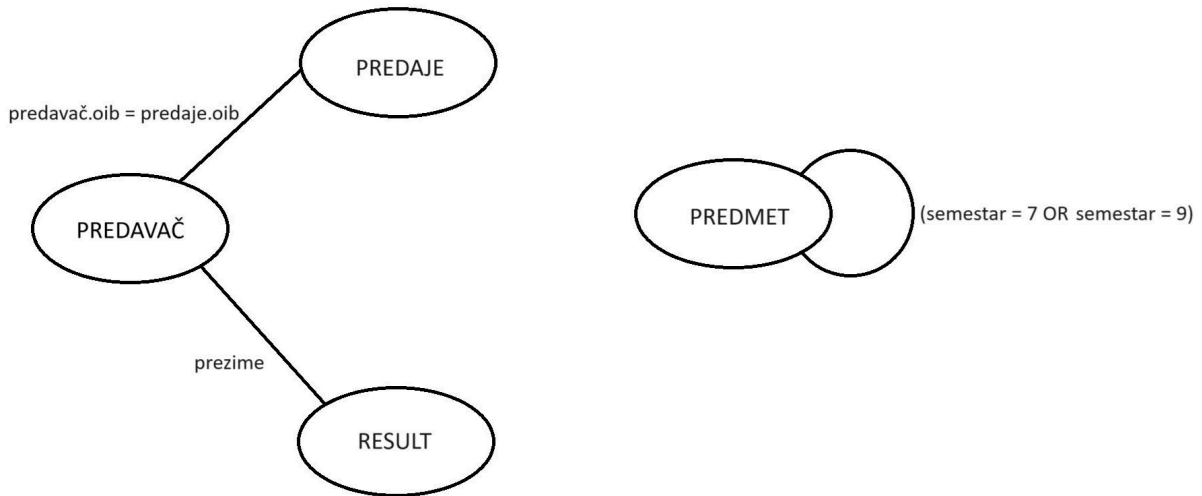 PREDAJE
predavač.oib = predaje.oib
PREDAVAČ
prezime
RESULT
PREDMET
(semestar = 7 OR semestar = 9)